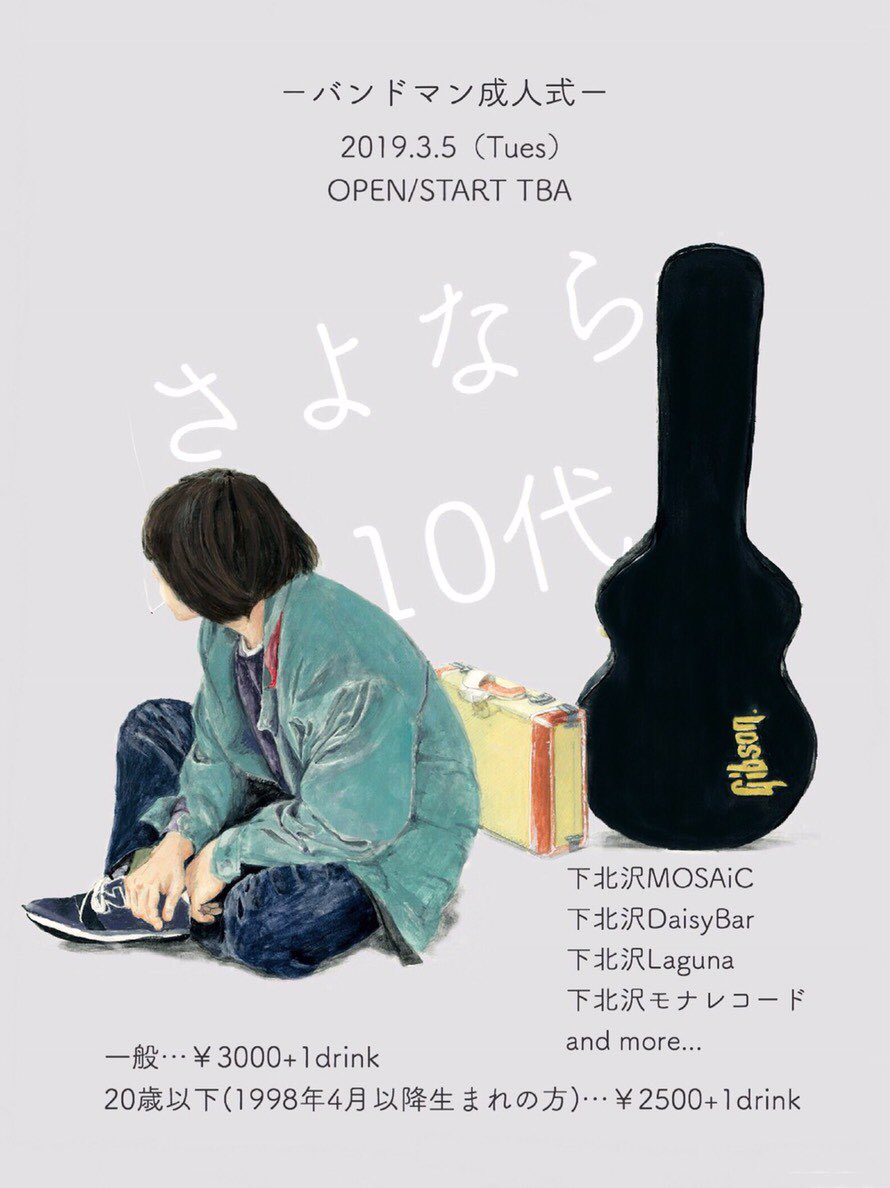 －バンドマン成人式－
2019.3.5（Tues）
OPEN/START TBA
さよなら
10代
Gibson
下北沢MOSAiC
下北沢DaisyBar
下北沢Laguna
下北沢モナレコード
and more...
一般…￥3000+1drink
20歳以下(1998年4月以降生まれの方)…￥2500+1drink